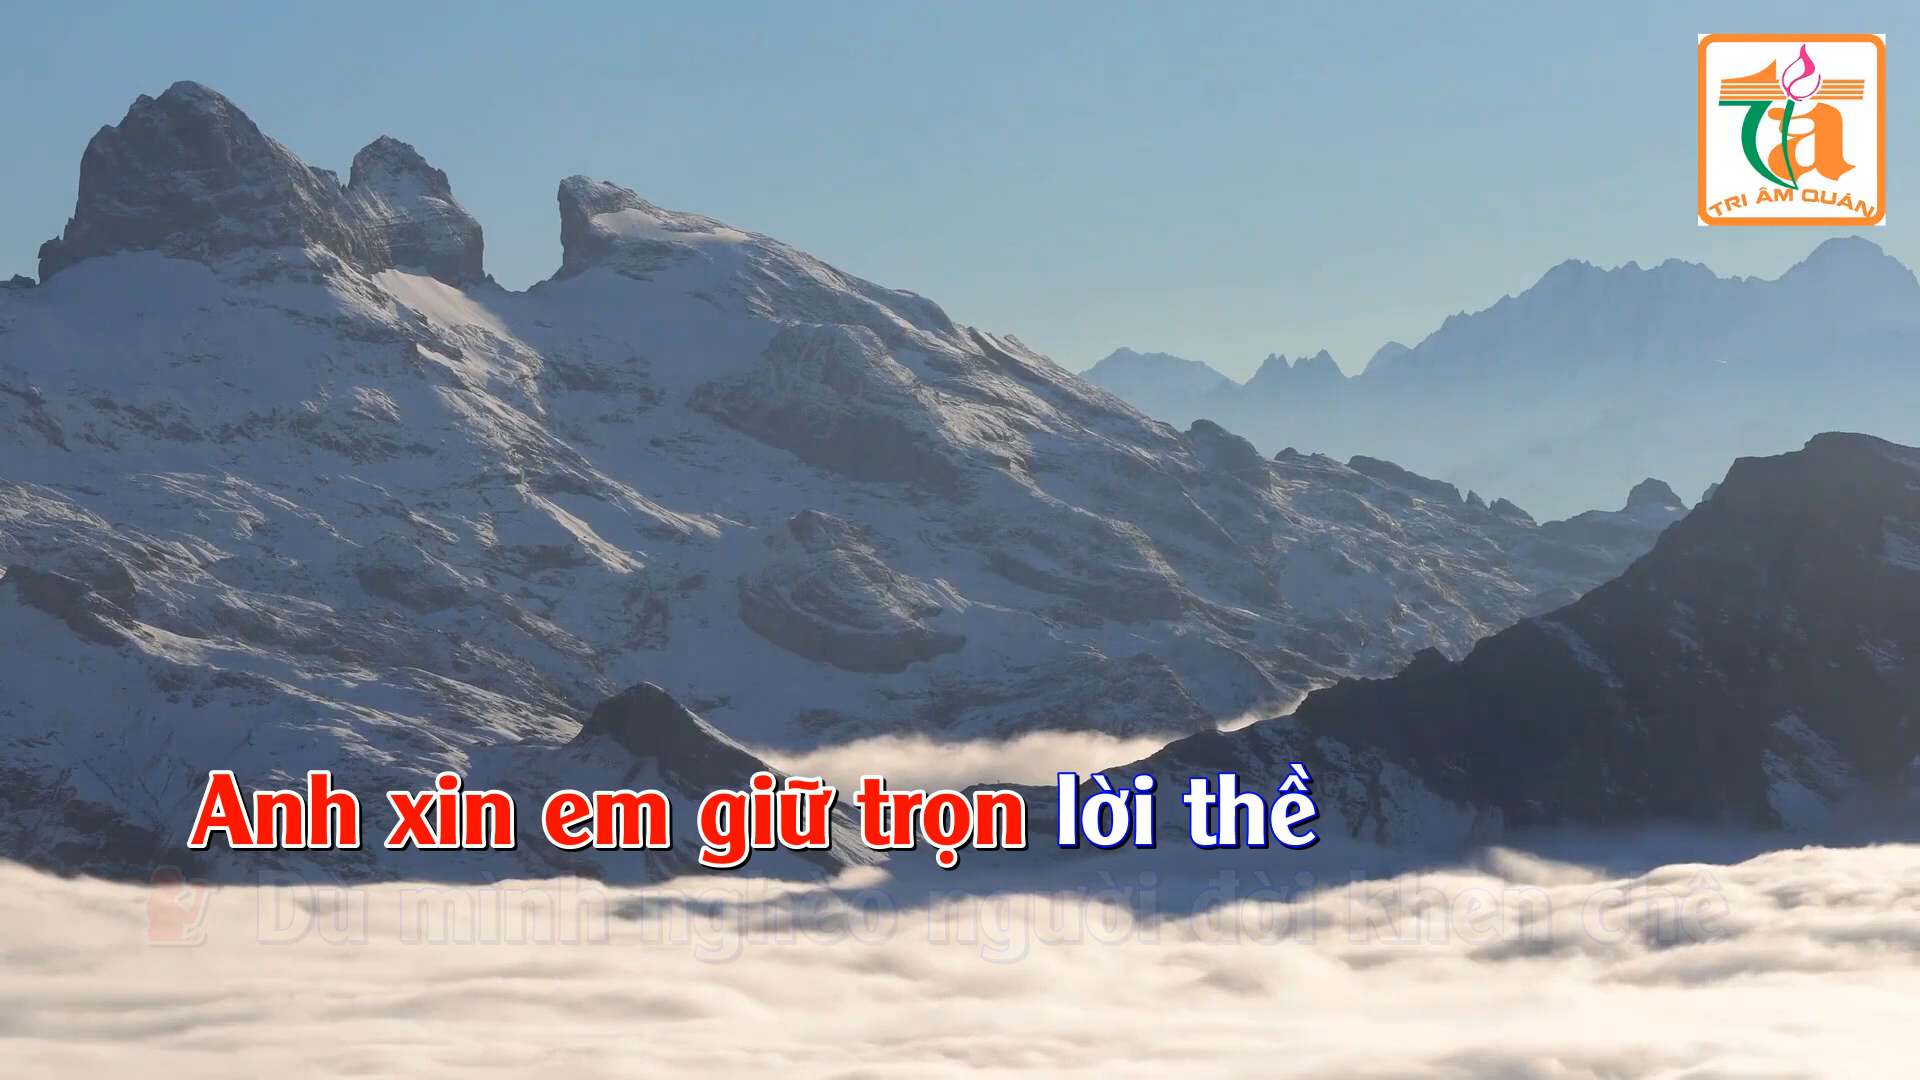 TRI ÂM QUÁN
Anh xin em giữ trọn lời thề
Dù mình nghèo người đời khen chê